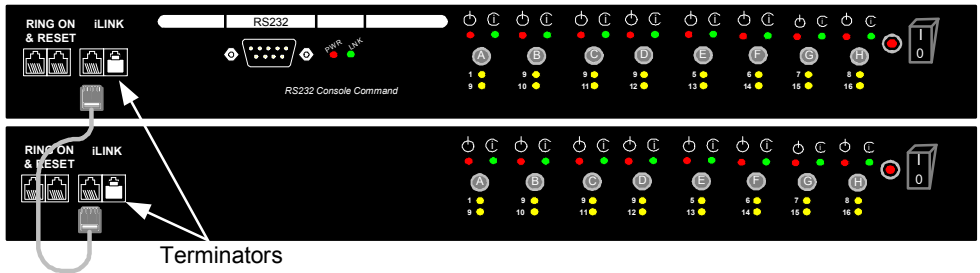 RING ON iLINK
& RESET
RS232
PWR LNK
RS232 Console Command
A B C D E F G H
1 9 9 9 5 6 7 8
9 10 11 12 13 14 15 16
I
0
RING ON iLINK
& RESET
A B C D E F G H
1 9 9 9 5 6 7 8
9 10 11 12 13 14 15 16
I
0
Terminators